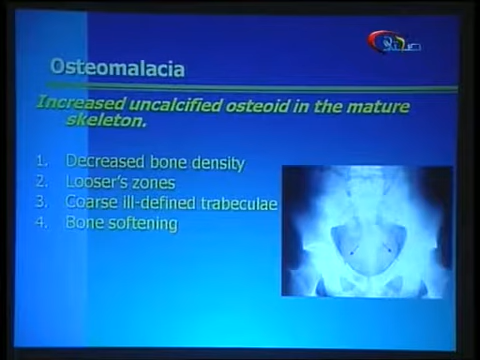 Osteomalacia
Increased uncalcified osteoid in the mature
skeleton.
1. Decreased bone density
2. Looser's zones
3. Coarse ill-defined trabeculae
4. Bone softening